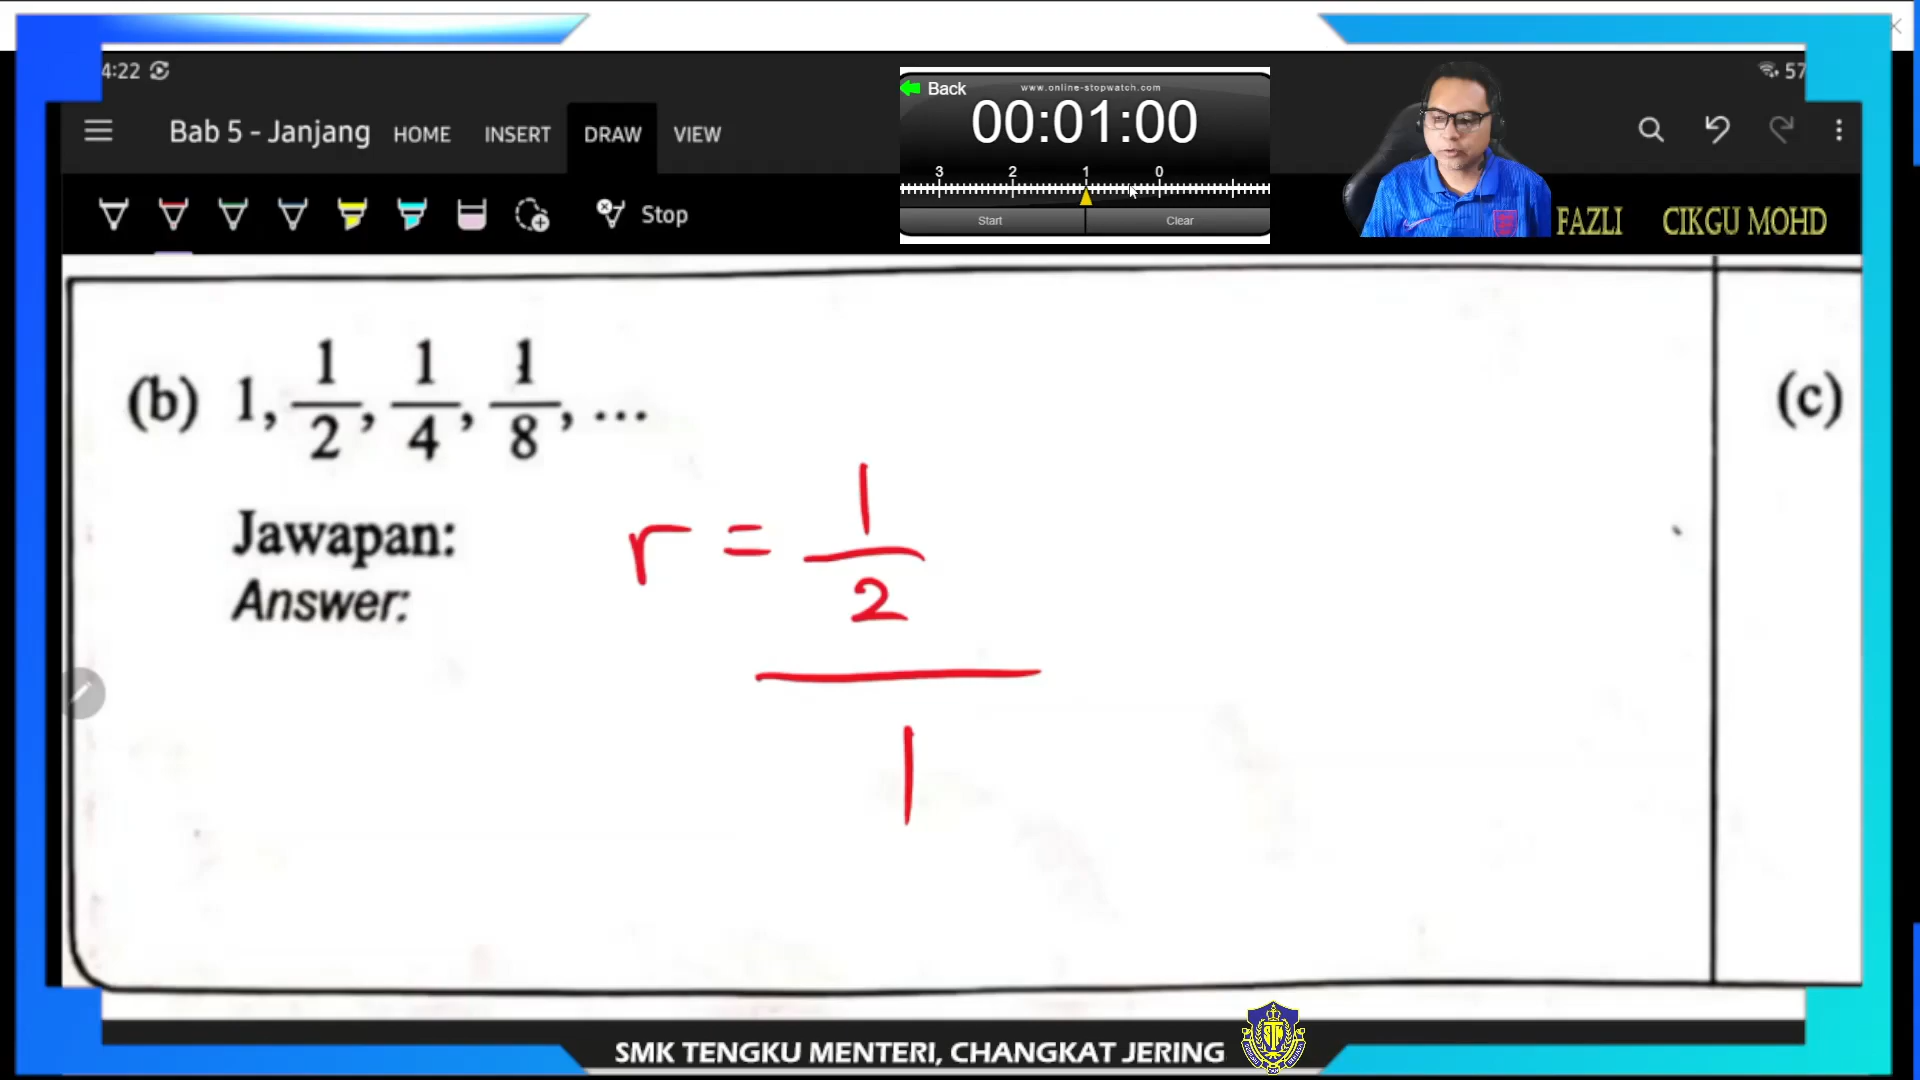 4:22
57
Bab 5 - Janjang HOME INSERT DRAW VIEW
Stop
Back
www.online-stopwatch.com
00:01:00
3 2 1 0
Start Clear
FAZLI CIKGU MOHD
(b) 1, 1/2, 1/4, 1/8, ...
(c)
Jawapan:
Answer:
r = 1/2
1
SMK TENGKU MENTERI, CHANGKAT JERING